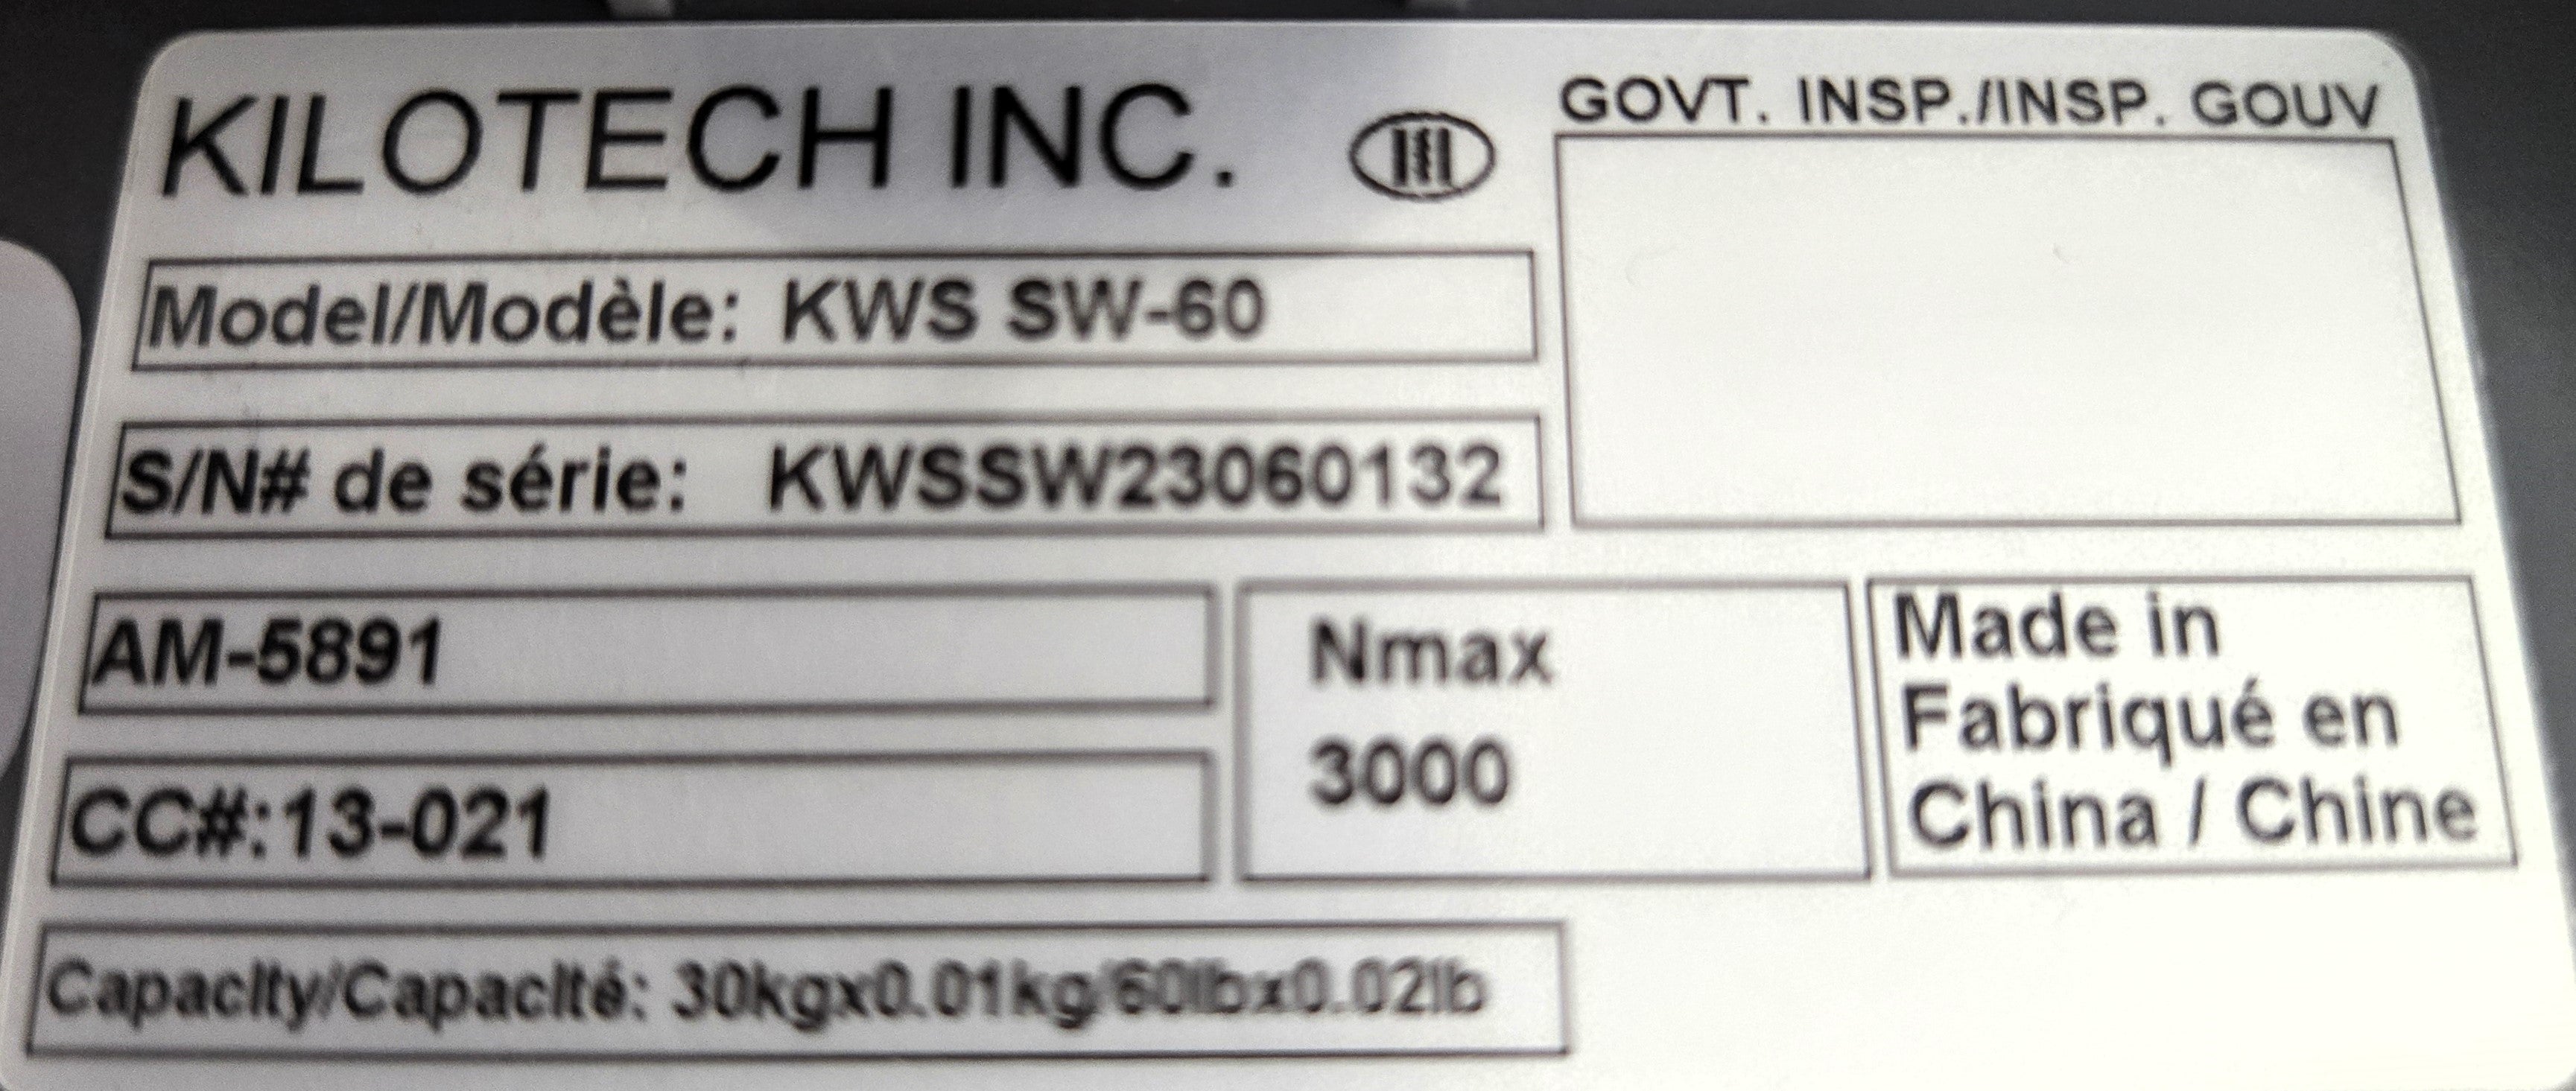 KILOTECH INC.
III
GOVT. INSP./INSP. GOUV
Model/Modèle: KWS SW-60
S/N# de série: KWSSW23060132
AM-5891
CC#:13-021
Nmax
3000
Made in
Fabriqué en
China / Chine
Capacity/Capacité: 30kgx0.01kg/60lbx0.02lb